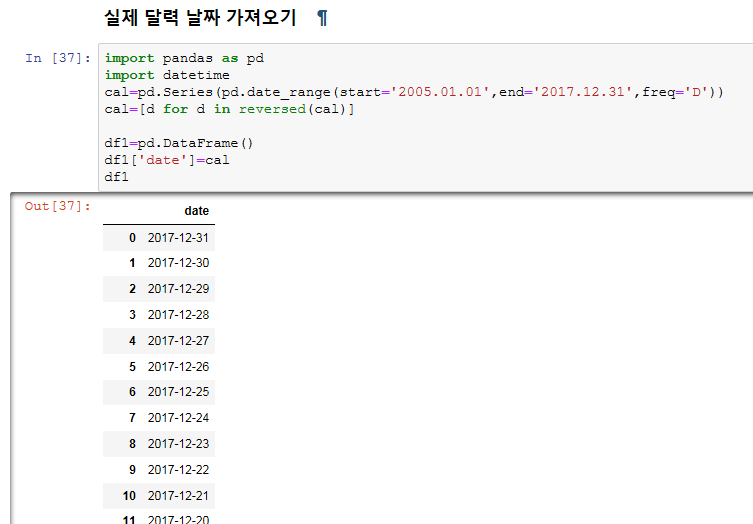 실제 달력 날짜 가져오기 ¶
In [37]: import pandas as pd
import datetime
cal=pd.Series(pd.date_range(start='2005.01.01',end='2017.12.31',freq='D'))
cal=[d for d in reversed(cal)]
df1=pd.DataFrame()
df1['date']=cal
df1
Out[37]:
date
0 2017-12-31
1 2017-12-30
2 2017-12-29
3 2017-12-28
4 2017-12-27
5 2017-12-26
6 2017-12-25
7 2017-12-24
8 2017-12-23
9 2017-12-22
10 2017-12-21
11 2017-12-20